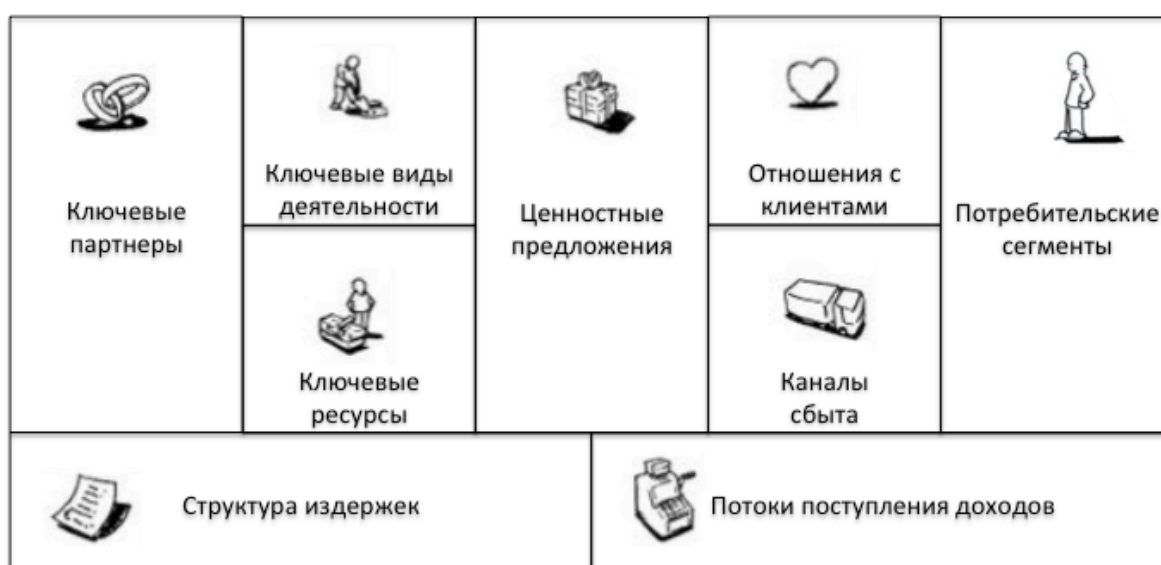 Ключевые
партнеры
Ключевые виды
деятельности
Ключевые
ресурсы
Ценностные
предложения
Отношения с
клиентами
Каналы
сбыта
Потребительские
сегменты
Структура издержек
Потоки поступления доходов